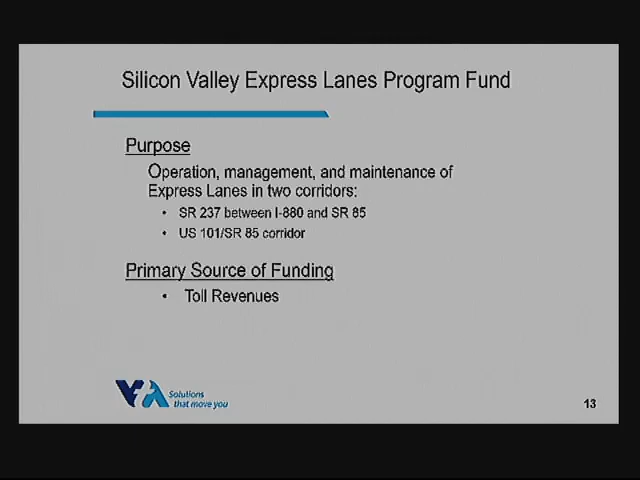 Silicon Valley Express Lanes Program Fund
Purpose
Operation, management, and maintenance of
Express Lanes in two corridors:
• SR 237 between I-880 and SR 85
• US 101/SR 85 corridor
Primary Source of Funding
• Toll Revenues
VTA
Solutions
that move you
13